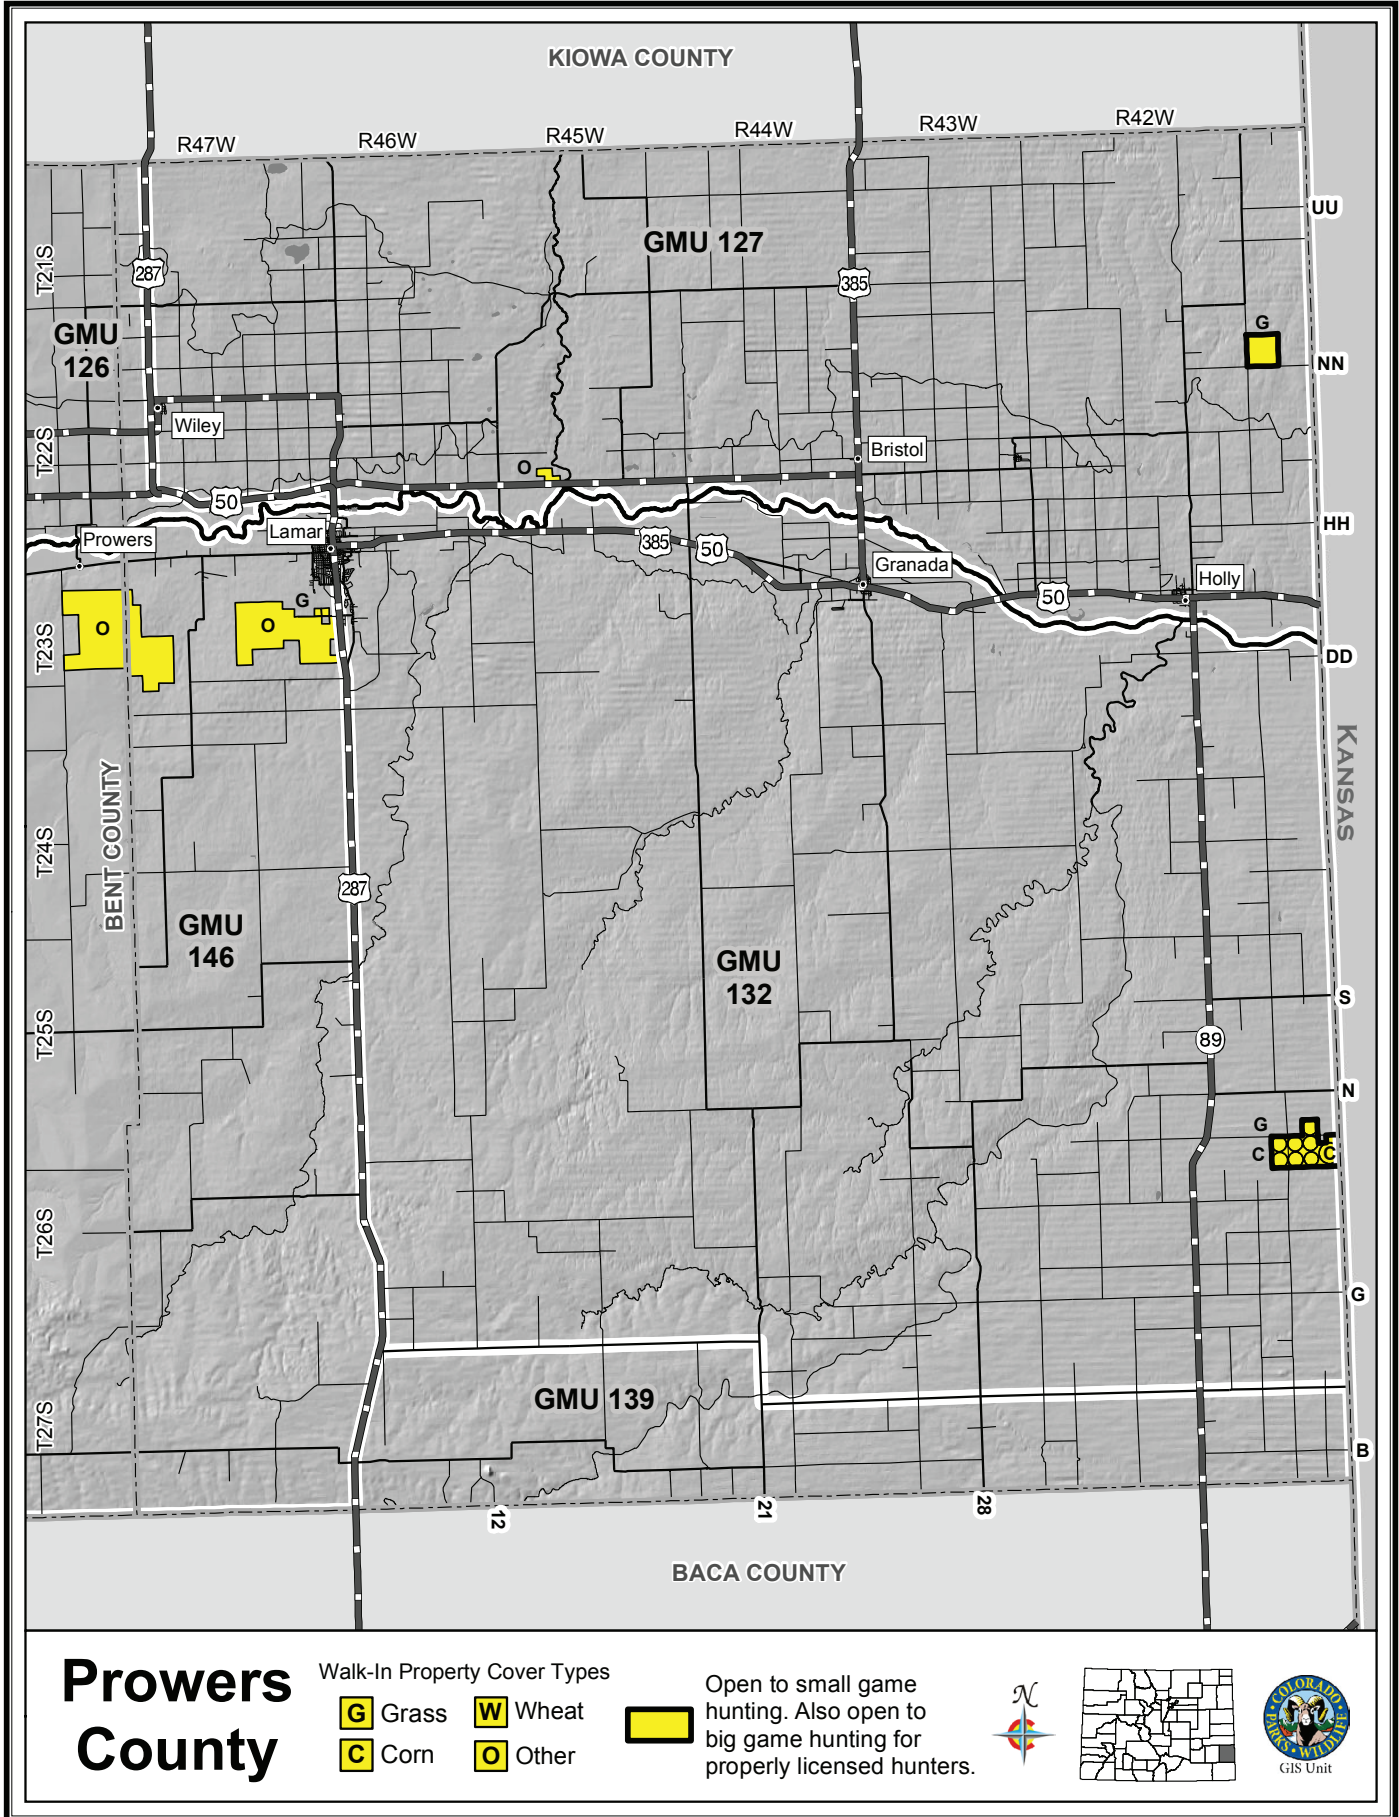 KIOWA COUNTY
R47W
R46W
R45W
R44W
R43W
R42W
UU
T21S
287
GMU 127
385
GMU
126
G
NN
Wiley
T22S
Bristol
O
50
HH
Prowers
Lamar
385
50
Granada
Holly
50
T23S
O
O
G
DD
KANSAS
BENT COUNTY
T24S
287
GMU
146
GMU
132
S
T25S
89
N
G
C
C
T26S
G
GMU 139
T27S
B
12
21
28
BACA COUNTY
Prowers
County
Walk-In Property Cover Types
G Grass
W Wheat
C Corn
O Other
Open to small game
hunting. Also open to
big game hunting for
properly licensed hunters.
N
COLORADO
PARKS • WILDLIFE
GIS Unit